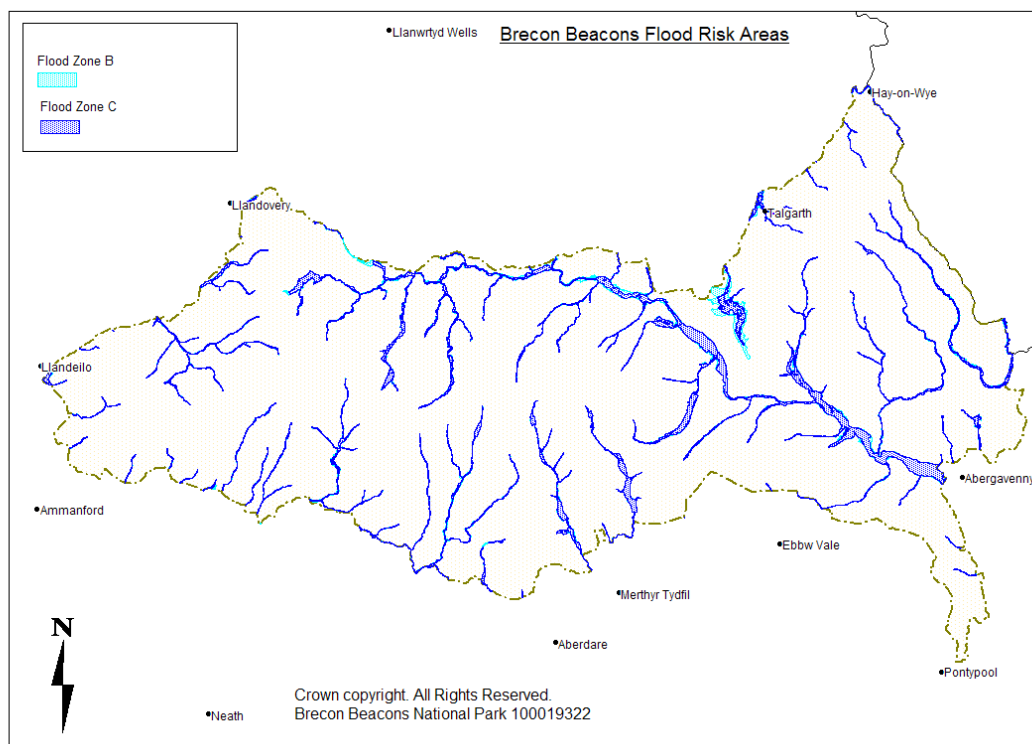 Llanwrtyd Wells
Brecon Beacons Flood Risk Areas
Flood Zone B
Flood Zone C
Hay-on-Wye
Llandovery
Talgarth
Llandeilo
Abergavenny
Ammanford
Ebbw Vale
Merthyr Tydfil
N
Aberdare
Pontypool
Crown copyright. All Rights Reserved.
Brecon Beacons National Park 100019322
Neath